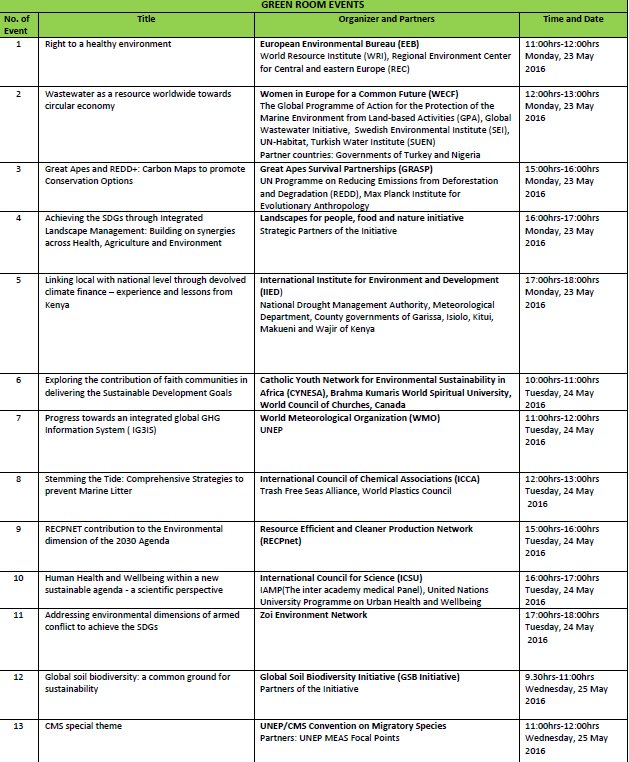 GREEN ROOM EVENTS
No. of Event
Title
Organizer and Partners
Time and Date
1
Right to a healthy environment
European Environmental Bureau (EEB)
World Resource Institute (WRI), Regional Environment Center
for Central and eastern Europe (REC)
11:00hrs-12:00hrs
Monday, 23 May
2016
2
Wastewater as a resource worldwide towards
circular economy
Women in Europe for a Common Future (WECF)
The Global Programme of Action for the Protection of the
Marine Environment from Land-based Activities (GPA), Global
Wastewater Initiative, Swedish Environmental Institute (SEI),
UN-Habitat, Turkish Water Institute (SUEN)
Partner countries: Governments of Turkey and Nigeria
12:00hrs-13:00hrs
Monday, 23 May
2016
3
Great Apes and REDD+: Carbon Maps to promote
Conservation Options
Great Apes Survival Partnerships (GRASP)
UN Programme on Reducing Emissions from Deforestation
and Degradation (REDD), Max Planck Institute for
Evolutionary Anthropology
15:00hrs-16:00hrs
Monday, 23 May
2016
4
Achieving the SDGs through Integrated
Landscape Management: Building on synergies
across Health, Agriculture and Environment
Landscapes for people, food and nature initiative
Strategic Partners of the Initiative
16:00hrs-17:00hrs
Monday, 23 May
2016
5
Linking local with national level through devolved
climate finance – experience and lessons from
Kenya
International Institute for Environment and Development
(IIED)
National Drought Management Authority, Meteorological
Department, County governments of Garissa, Isiolo, Kitui,
Makueni and Wajir of Kenya
17:00hrs-18:00hrs
Monday, 23 May
2016
6
Exploring the contribution of faith communities in
delivering the Sustainable Development Goals
Catholic Youth Network for Environmental Sustainability in
Africa (CYNESA), Brahma Kumaris World Spiritual University,
World Council of Churches, Canada
10:00hrs-11:00hrs
Tuesday, 24 May
2016
7
Progress towards an integrated global GHG
Information System ( IG3IS)
World Meteorological Organization (WMO)
UNEP
11:00hrs-12:00hrs
Tuesday, 24 May
2016
8
Stemming the Tide: Comprehensive Strategies to
prevent Marine Litter
International Council of Chemical Associations (ICCA)
Trash Free Seas Alliance, World Plastics Council
12:00hrs-13:00hrs
Tuesday, 24 May
2016
9
RECPNET contribution to the Environmental
dimension of the 2030 Agenda
Resource Efficient and Cleaner Production Network
(RECPnet)
15:00hrs-16:00hrs
Tuesday, 24 May
2016
10
Human Health and Wellbeing within a new
sustainable agenda - a scientific perspective
International Council for Science (ICSU)
IAMP(The inter academy medical Panel), United Nations
University Programme on Urban Health and Wellbeing
16:00hrs-17:00hrs
Tuesday, 24 May
2016
11
Addressing environmental dimensions of armed
conflict to achieve the SDGs
Zoi Environment Network
17:00hrs-18:00hrs
Tuesday, 24 May
2016
12
Global soil biodiversity: a common ground for
sustainability
Global Soil Biodiversity Initiative (GSB Initiative)
Partners of the Initiative
9.30hrs-11:00hrs
Wednesday, 25 May
2016
13
CMS special theme
UNEP/CMS Convention on Migratory Species
Partners: UNEP MEAS Focal Points
11:00hrs-12:00hrs
Wednesday, 25 May
2016